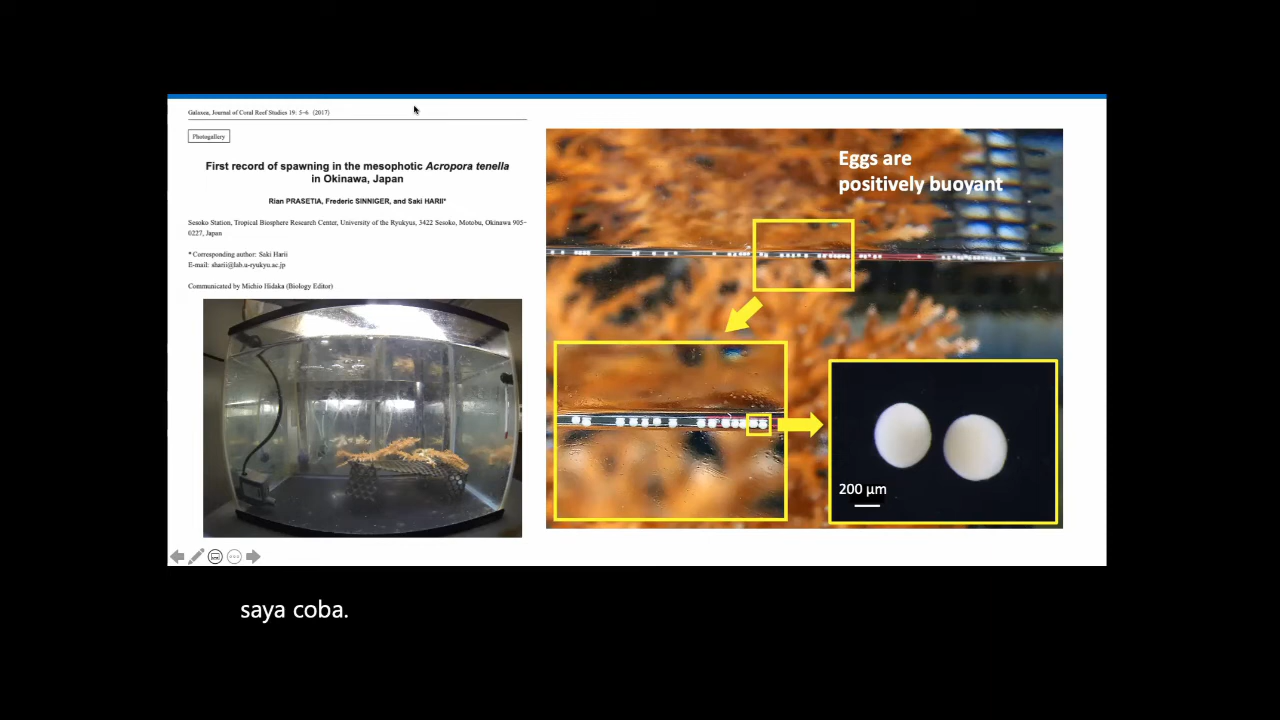 Galaxea, Journal of Coral Reef Studies 19: 5-6 (2017)
Photogallery
First record of spawning in the mesophotic Acropora tenella
in Okinawa, Japan
Rian PRASETIA, Frederic SINNIGER, and Saki HARII*
Sesoko Station, Tropical Biosphere Research Center, University of the Ryukyus, 3422 Sesoko, Motobu, Okinawa 905-
0227, Japan
* Corresponding author: Saki Harii
E-mail: sharii@lab.u-ryukyu.ac.jp
Communicated by Michio Hidaka (Biology Editor)
Eggs are
positively buoyant
200 µm
saya coba.